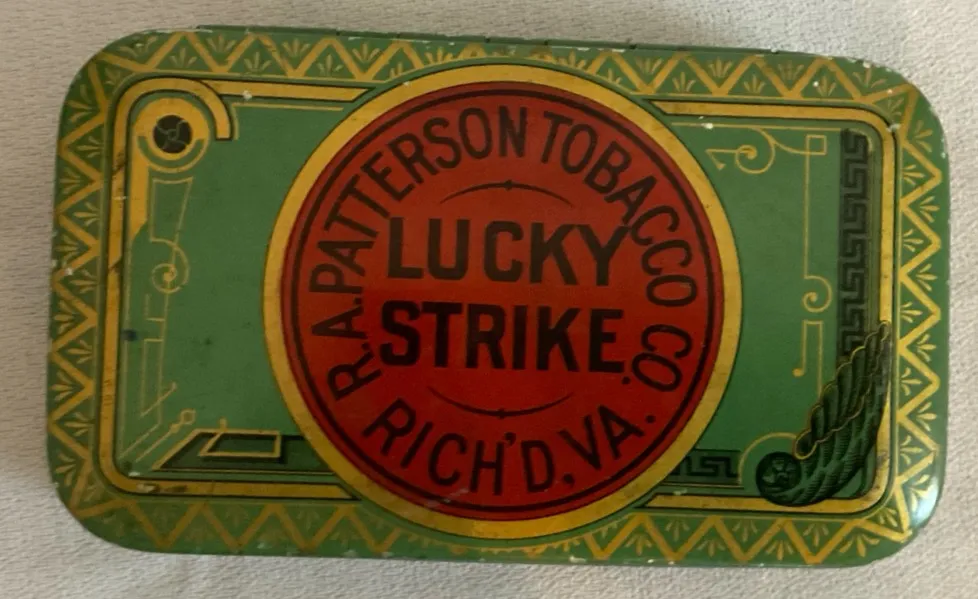 R.A. PATTERSON TOBACCO CO.
LUCKY
STRIKE
RICH'D, VA.